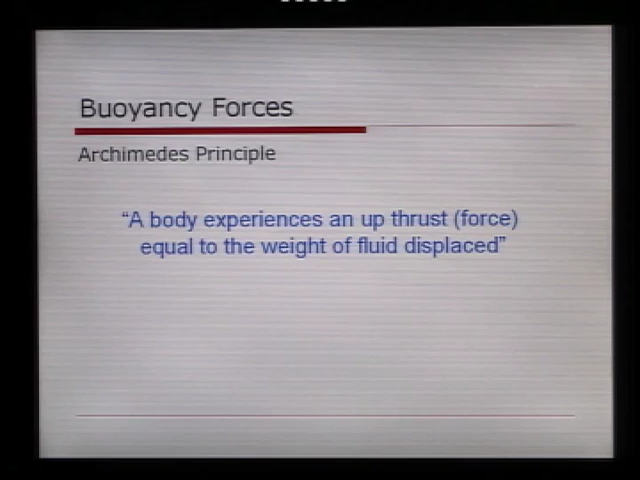 Buoyancy Forces
Archimedes Principle
“A body experiences an up thrust (force)
equal to the weight of fluid displaced”